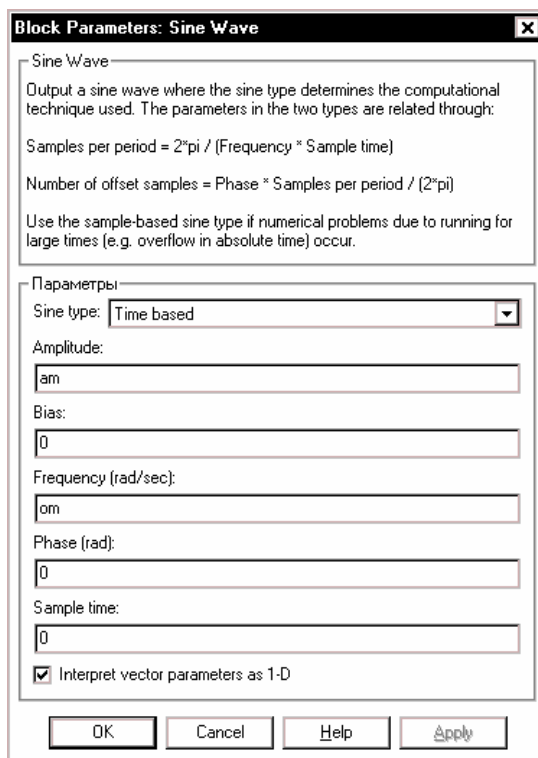 Block Parameters: Sine Wave
Sine Wave
Output a sine wave where the sine type determines the computational
technique used. The parameters in the two types are related through:
Samples per period = 2*pi / (Frequency * Sample time)
Number of offset samples = Phase * Samples per period / (2*pi)
Use the sample-based sine type if numerical problems due to running for
large times (e.g. overflow in absolute time) occur.
Параметры
Sine type: Time based
Amplitude:
am
Bias:
0
Frequency (rad/sec):
om
Phase (rad):
0
Sample time:
0
Interpret vector parameters as 1-D
OK Cancel Help Apply